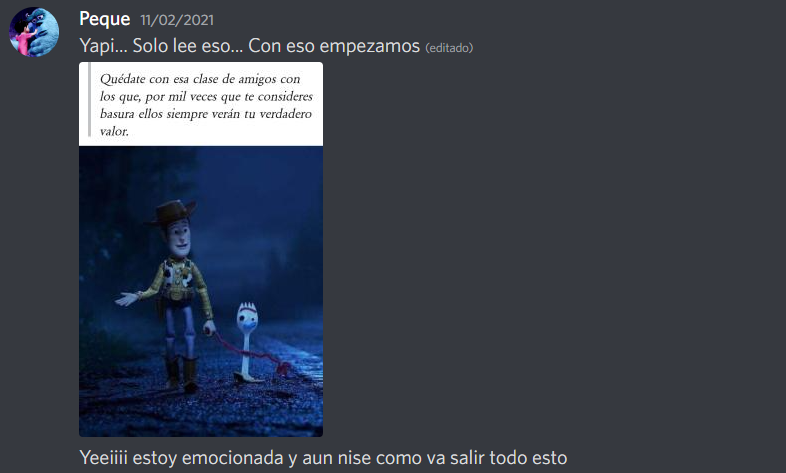 Peque 11/02/2021
Yapi... Solo lee eso... Con eso empezamos (editado)
Quédate con esa clase de amigos con
los que, por mil veces que te consideres
basura ellos siempre verán tu verdadero
valor.
Yeeiiii estoy emocionada y aun nise como va salir todo esto